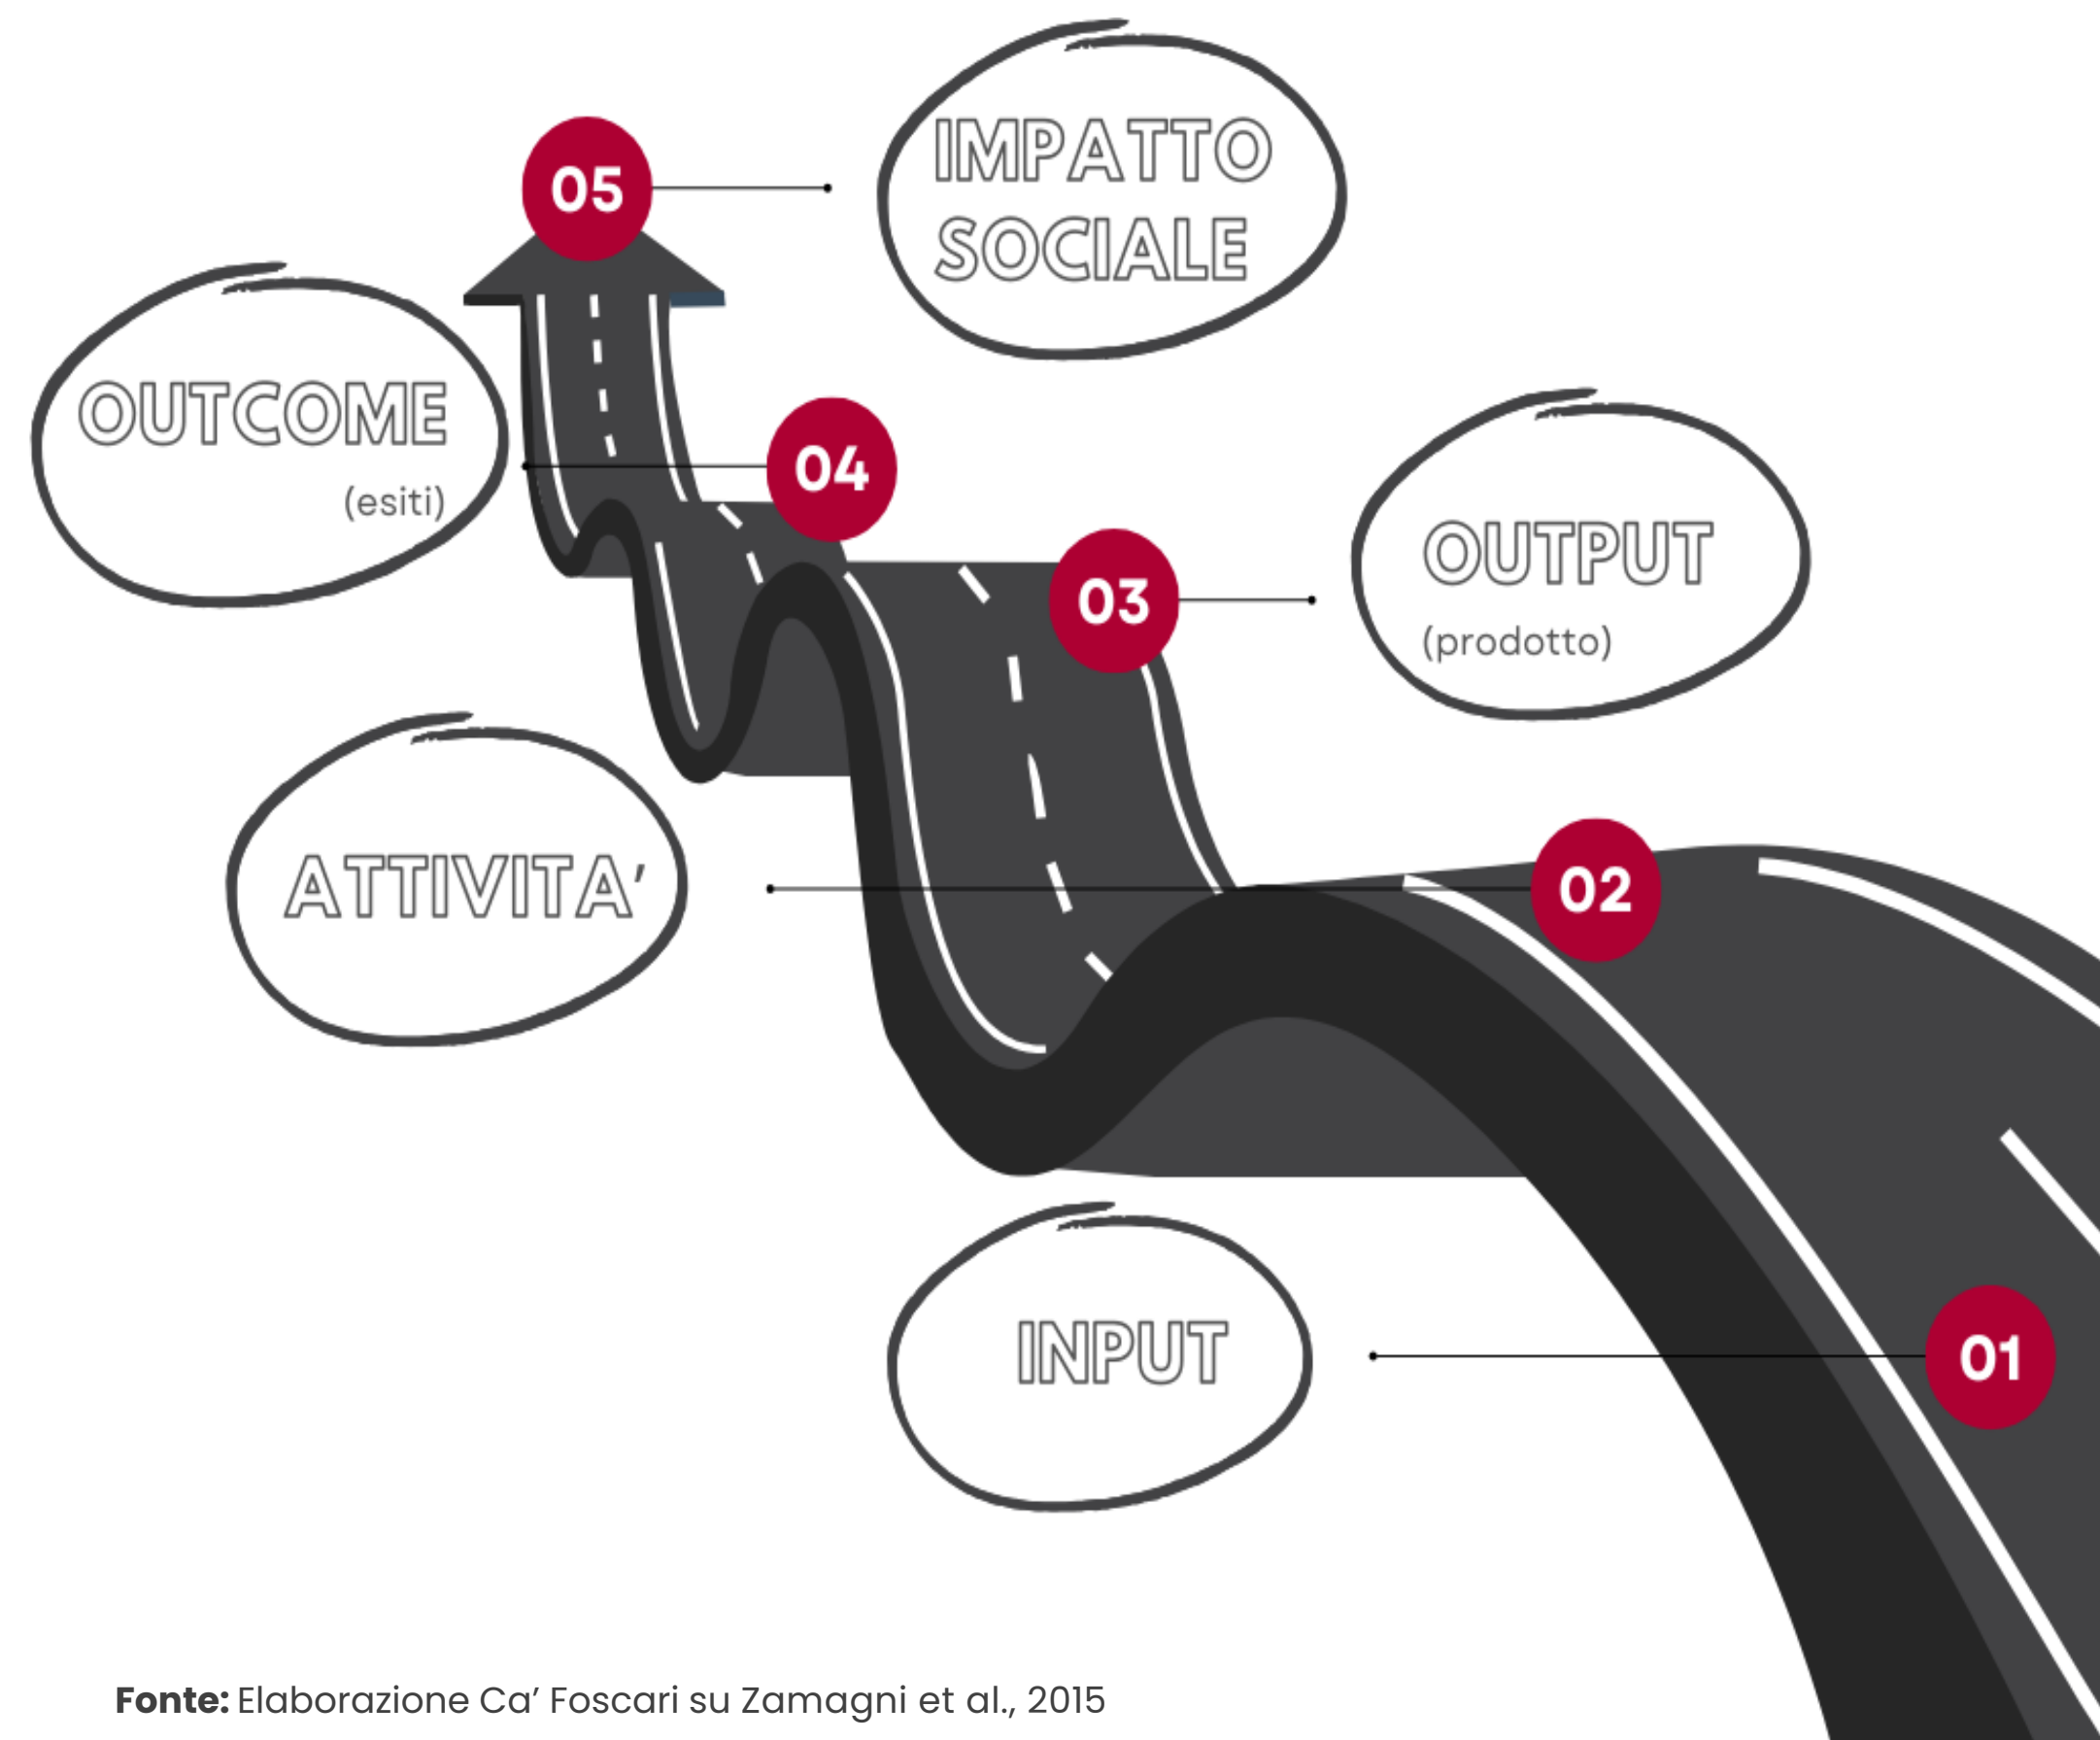 05
IMPATTO
SOCIALE
OUTCOME
(esiti)
04
03
OUTPUT
(prodotto)
02
ATTIVITA’
01
INPUT
Fonte: Elaborazione Ca’ Foscari su Zamagni et al., 2015